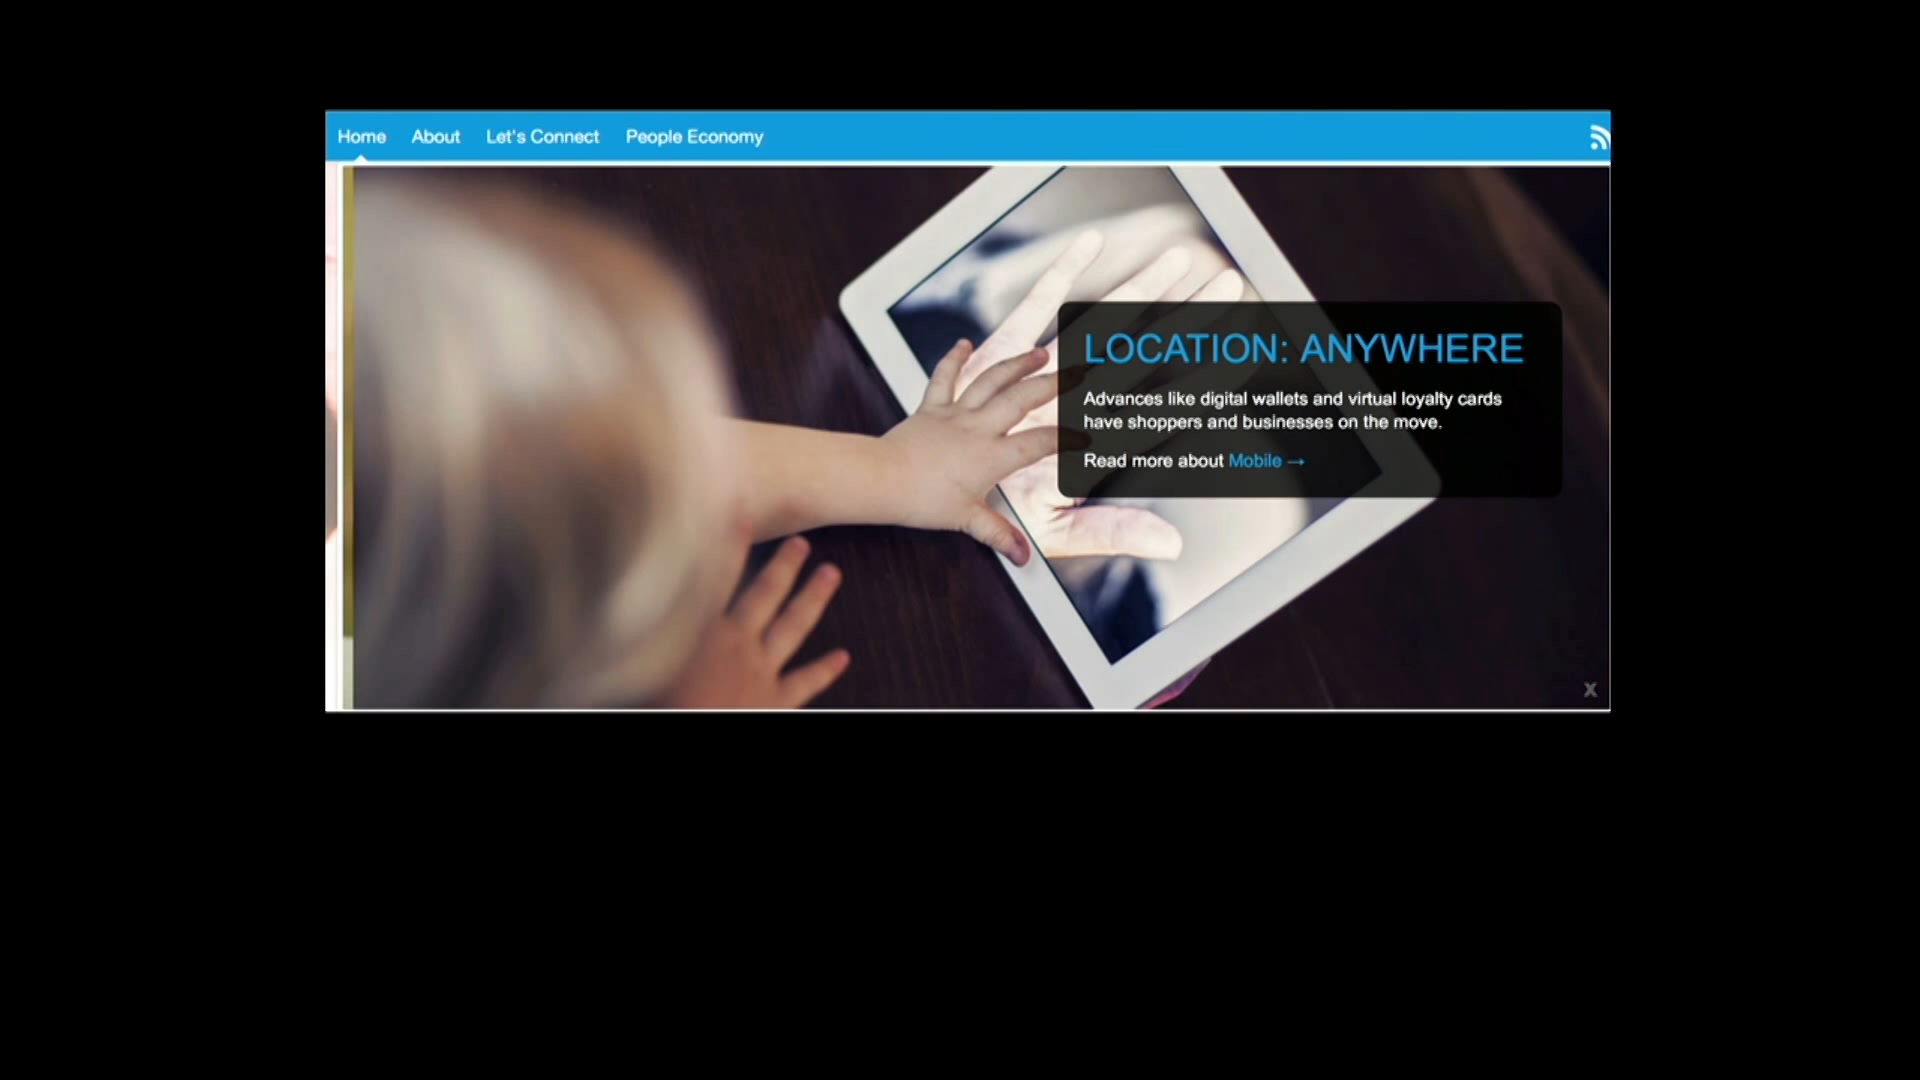 Home About Let's Connect People Economy
LOCATION: ANYWHERE
Advances like digital wallets and virtual loyalty cards
have shoppers and businesses on the move.
Read more about Mobile →
x